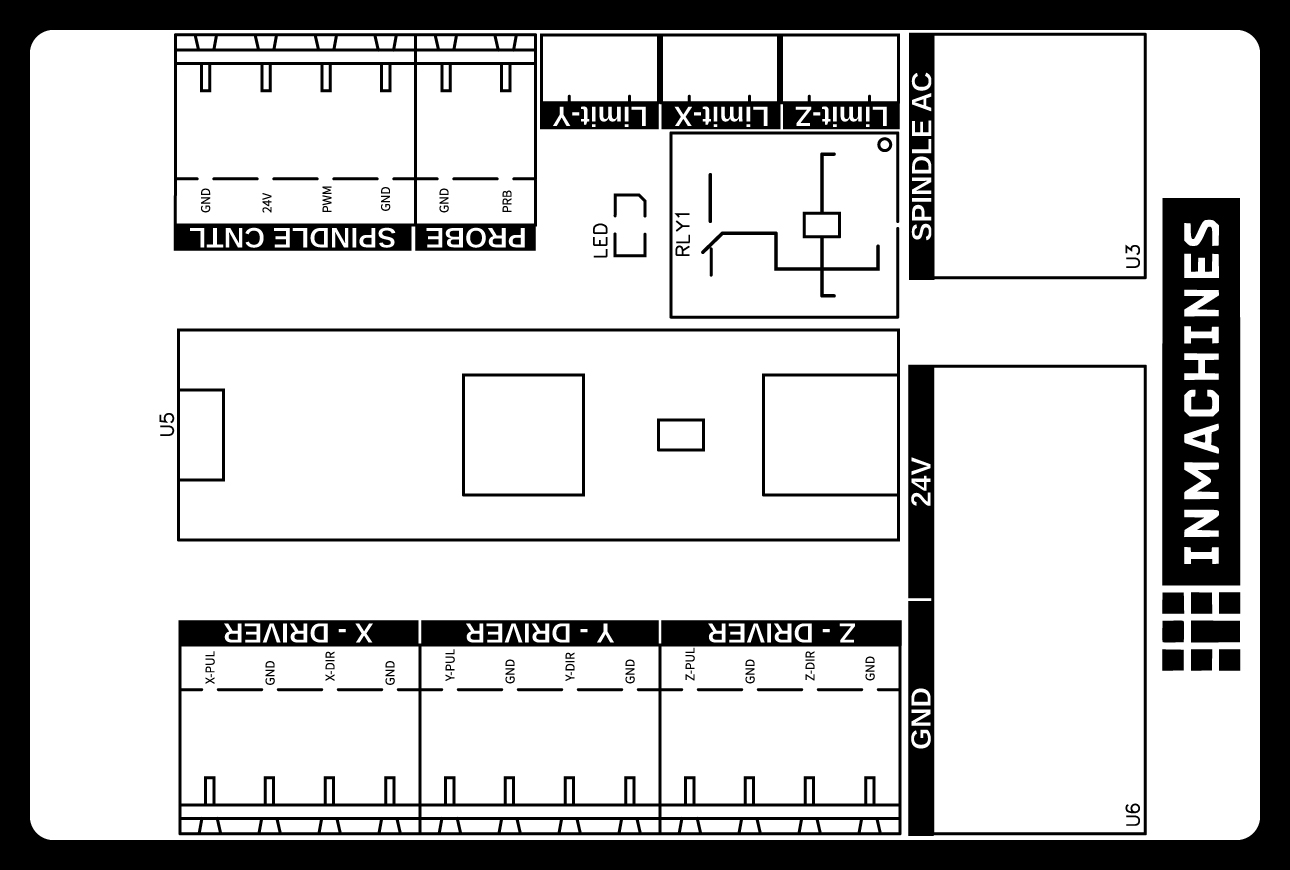 GND
24V
PWM
GND
GND
PRB
SPINDLE CNTL
PROBE
Limit-Y
Limit-X
Limit-Z
LED
RLY1
SPINDLE AC
U3
U5
24V
GND
U6
INMACHINES
X - DRIVER
Y - DRIVER
Z - DRIVER
X-PUL
GND
X-DIR
GND
Y-PUL
GND
Y-DIR
GND
Z-PUL
GND
Z-DIR
GND